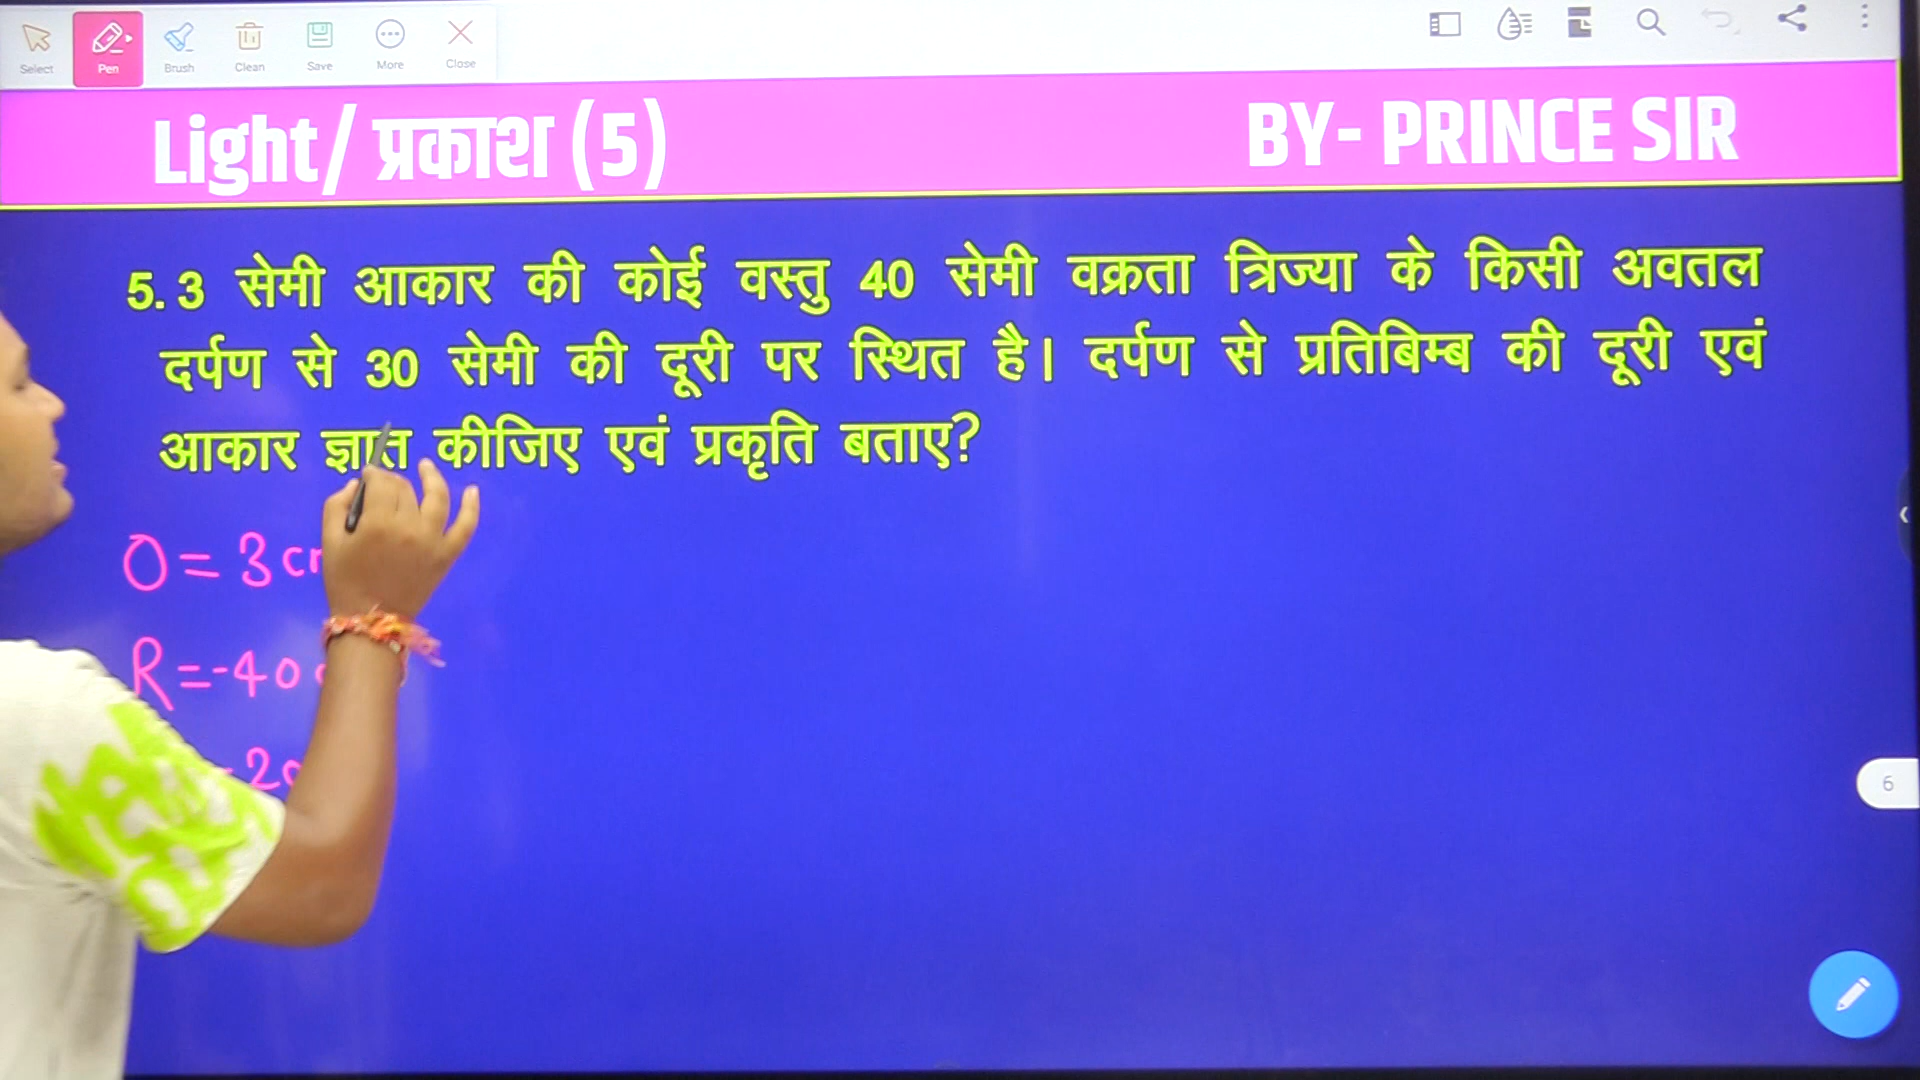 Select Pen Brush Clean Save More Close
Light/ प्रकाश (5)
BY- PRINCE SIR
5. 3 सेमी आकार की कोई वस्तु 40 सेमी वक्रता त्रिज्या के किसी अवतल
दर्पण से 30 सेमी की दूरी पर स्थित है। दर्पण से प्रतिबिम्ब की दूरी एवं
आकार ज्ञात कीजिए एवं प्रकृति बताए?
O = 3
R = -40
6